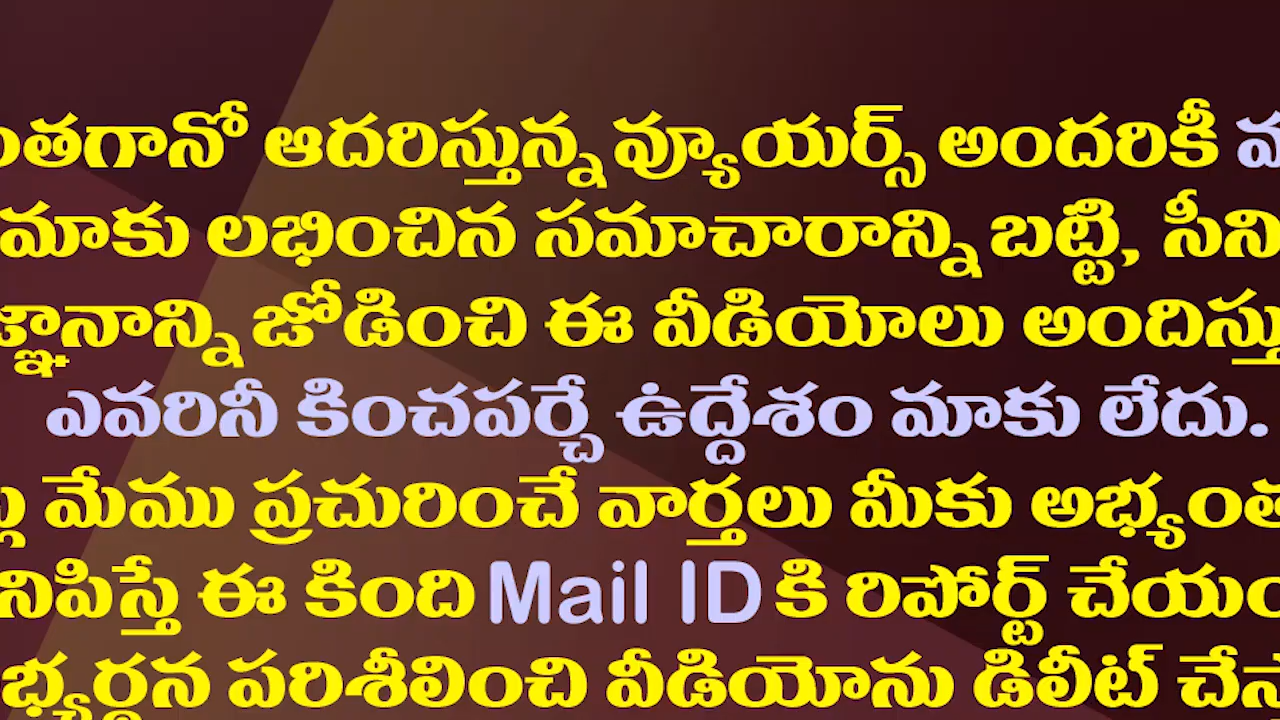 ంతగానో ఆదరిస్తున్న వ్యూయర్స్ అందరికీ
మాకు లభించిన సమాచారాన్ని బట్టి, సీని
జ్ఞానాన్ని జోడించి ఈ వీడియోలు అందిస్తు
ఎవరినీ కించపర్చే ఉద్దేశం మాకు లేదు.
మేము ప్రచురించే వార్తలు మీకు అభ్యంత
నిపిస్తే ఈ కింది Mail ID కి రిపోర్ట్ చేయం
భ్యర్థన పరిశీలించి వీడియోను డిలీట్ చేస